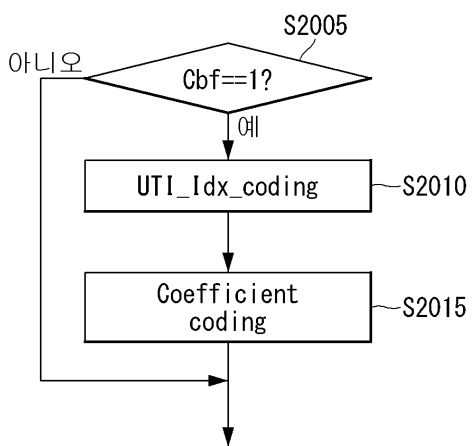 S2005
아니오
Cbf==1?
예
UTI_Idx_coding
S2010
Coefficient
coding
S2015